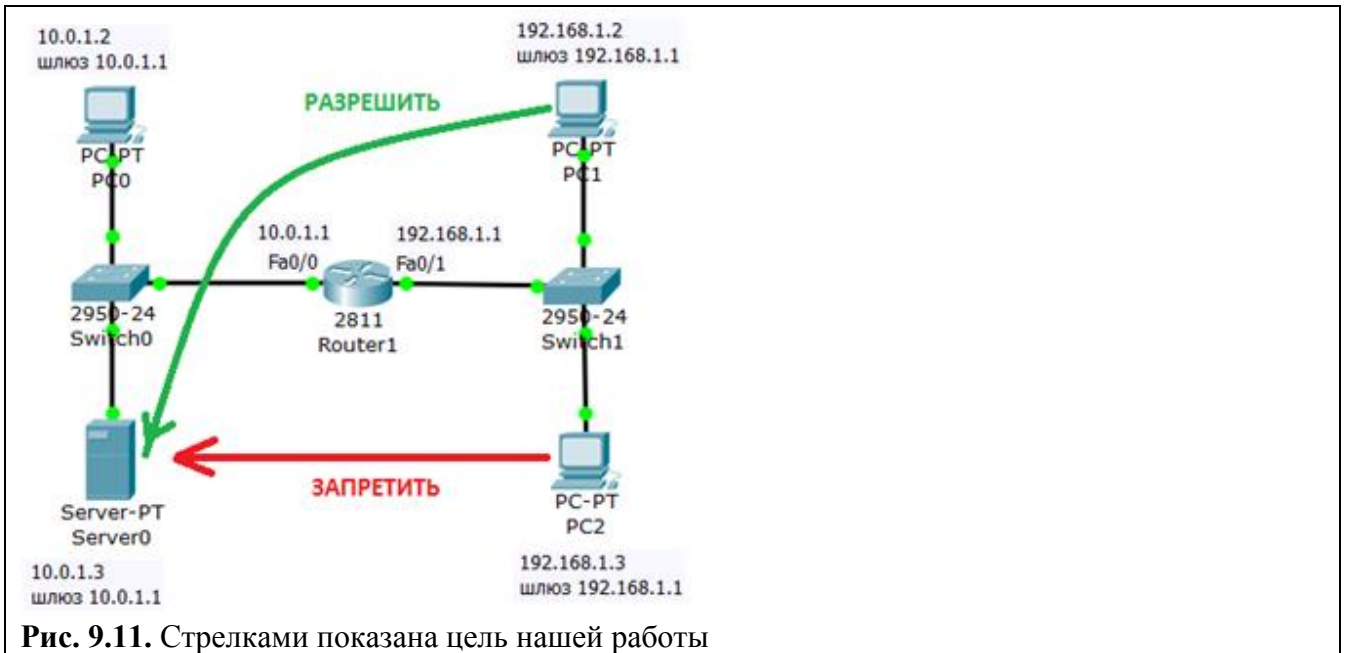 10.0.1.2
шлюз 10.0.1.1
192.168.1.2
шлюз 192.168.1.1
РАЗРЕШИТЬ
PC-PT
PC0
PC-PT
PC1
10.0.1.1
192.168.1.1
Fa0/0
Fa0/1
2950-24
Switch0
2811
Router1
2950-24
Switch1
ЗАПРЕТИТЬ
Server-PT
Server0
PC-PT
PC2
10.0.1.3
шлюз 10.0.1.1
192.168.1.3
шлюз 192.168.1.1
Рис. 9.11. Стрелками показана цель нашей работы